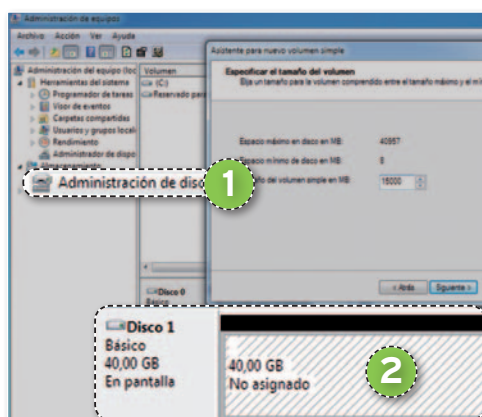 Administración de equipos
Archivo Acción Ver Ayuda
Administración del equipo (loc
Herramientas del sistema
Programador de tareas
Visor de eventos
Carpetas compartidas
Usuarios y grupos locale
Rendimiento
Administrador de dispo
Almacenamiento
Administración de disc
1
Volumen
(C:)
Reservado para
Asistente para nuevo volumen simple
Especificar el tamaño del volumen
Elija un tamaño para la volumen comprendido entre el tamaño máximo y el mí
Espacio máximo en disco en MB: 40957
Espacio mínimo de disco en MB: 8
del volumen simple en MB: 15000
< Atrás Siguiente >
Disco 0
Básico
Disco 1
Básico
40,00 GB
En pantalla
40,00 GB
No asignado
2